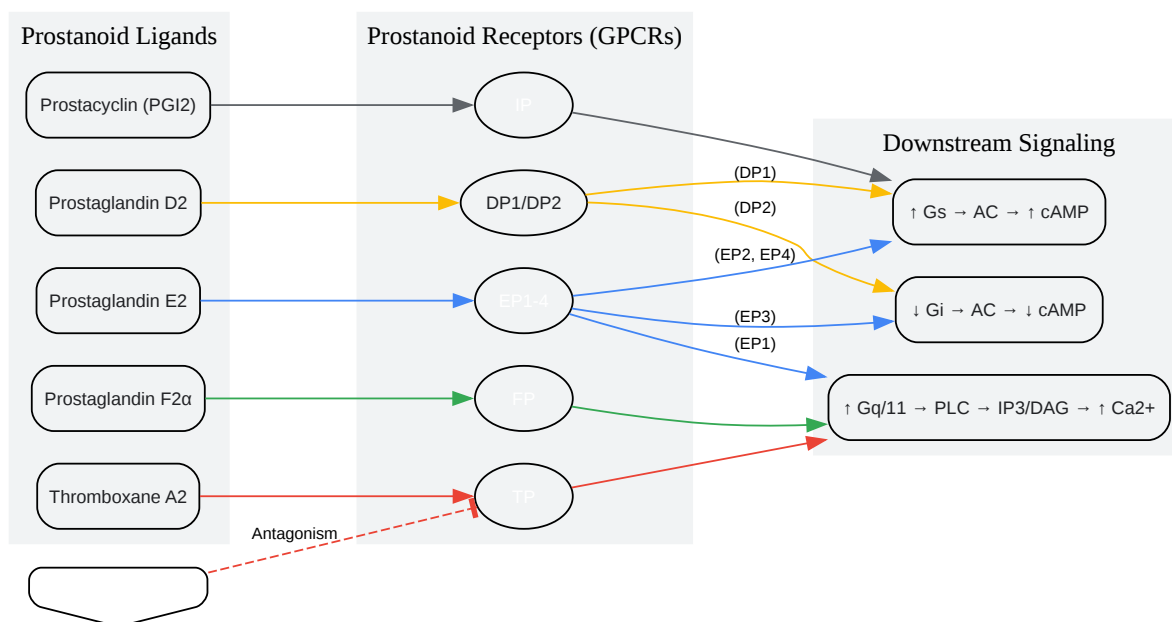 Prostanoid Ligands
Prostanoid Receptors (GPCRs)
Downstream Signaling
Prostacyclin (PGI2)
IP
Prostaglandin D2
DP1/DP2
(DP1)
(DP2)
↑ Gs → AC → ↑ cAMP
Prostaglandin E2
EP1-4
(EP2, EP4)
(EP3)
(EP1)
↓ Gi → AC → ↓ cAMP
Prostaglandin F2α
FP
↑ Gq/11 → PLC → IP3/DAG → ↑ Ca2+
Thromboxane A2
TP
Antagonism